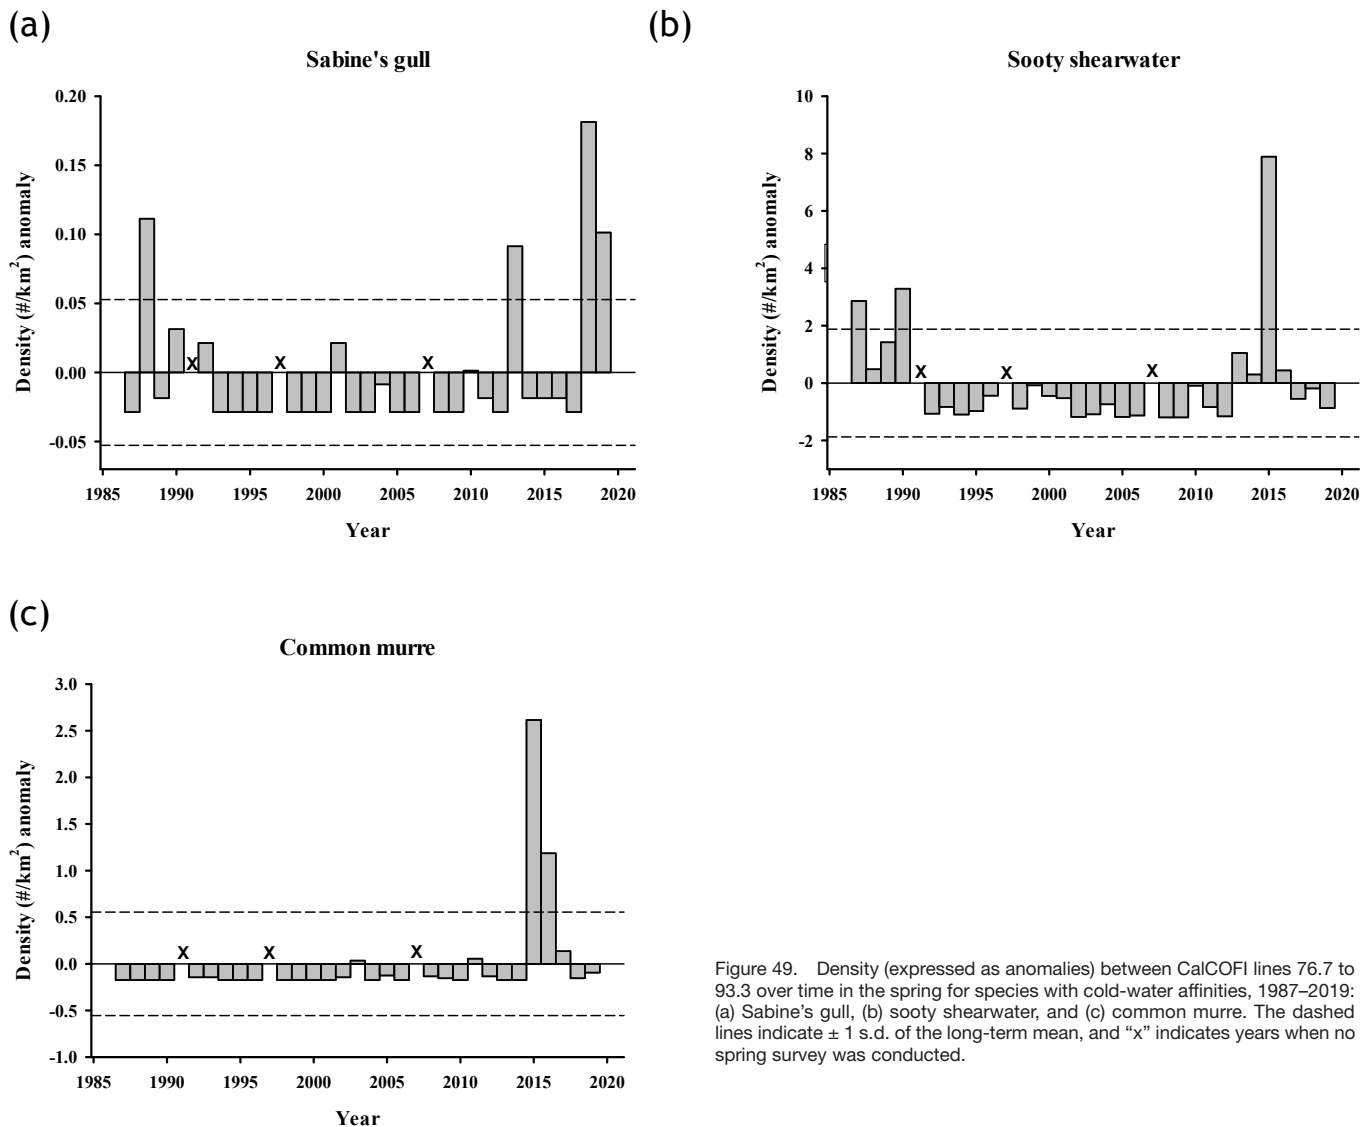 (a)
Sabine's gull
0.20
0.15
0.10
0.05
0.00
-0.05
Density (#/km²) anomaly
x
x
x
1985 1990 1995 2000 2005 2010 2015 2020
Year
(b)
Sooty shearwater
10
8
6
4
2
0
-2
Density (#/km²) anomaly
x
x
x
1985 1990 1995 2000 2005 2010 2015 2020
Year
(c)
Common murre
3.0
2.5
2.0
1.5
1.0
0.5
0.0
-0.5
-1.0
Density (#/km²) anomaly
x
x
x
1985 1990 1995 2000 2005 2010 2015 2020
Year
Figure 49. Density (expressed as anomalies) between CalCOFI lines 76.7 to
93.3 over time in the spring for species with cold-water affinities, 1987–2019:
(a) Sabine's gull, (b) sooty shearwater, and (c) common murre. The dashed
lines indicate ± 1 s.d. of the long-term mean, and “x” indicates years when no
spring survey was conducted.